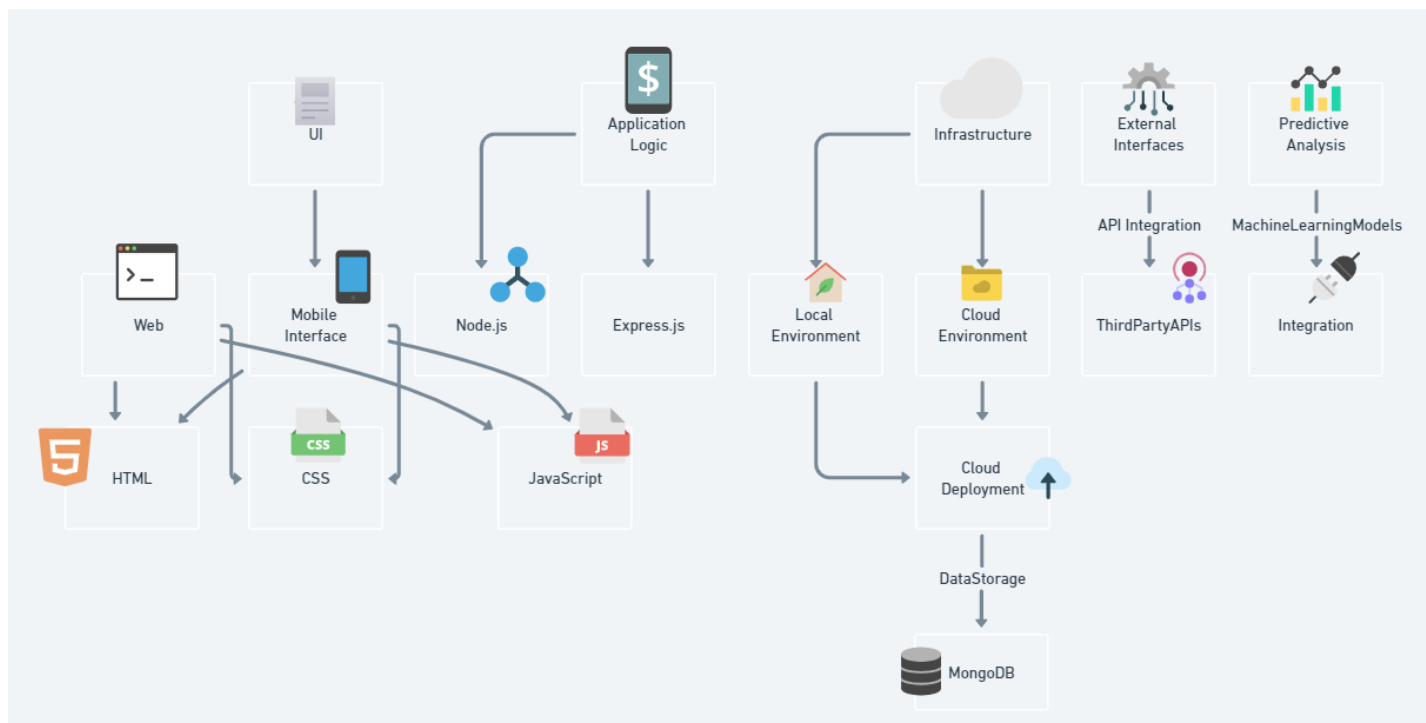 UI
Application
Logic
$
Infrastructure
External
Interfaces
Predictive
Analysis
API Integration
MachineLearningModels
>_
Web
Mobile
Interface
Node.js
Express.js
Local
Environment
Cloud
Environment
ThirdPartyAPIs
Integration
5
HTML
CSS
CSS
JS
JavaScript
Cloud
Deployment
DataStorage
MongoDB